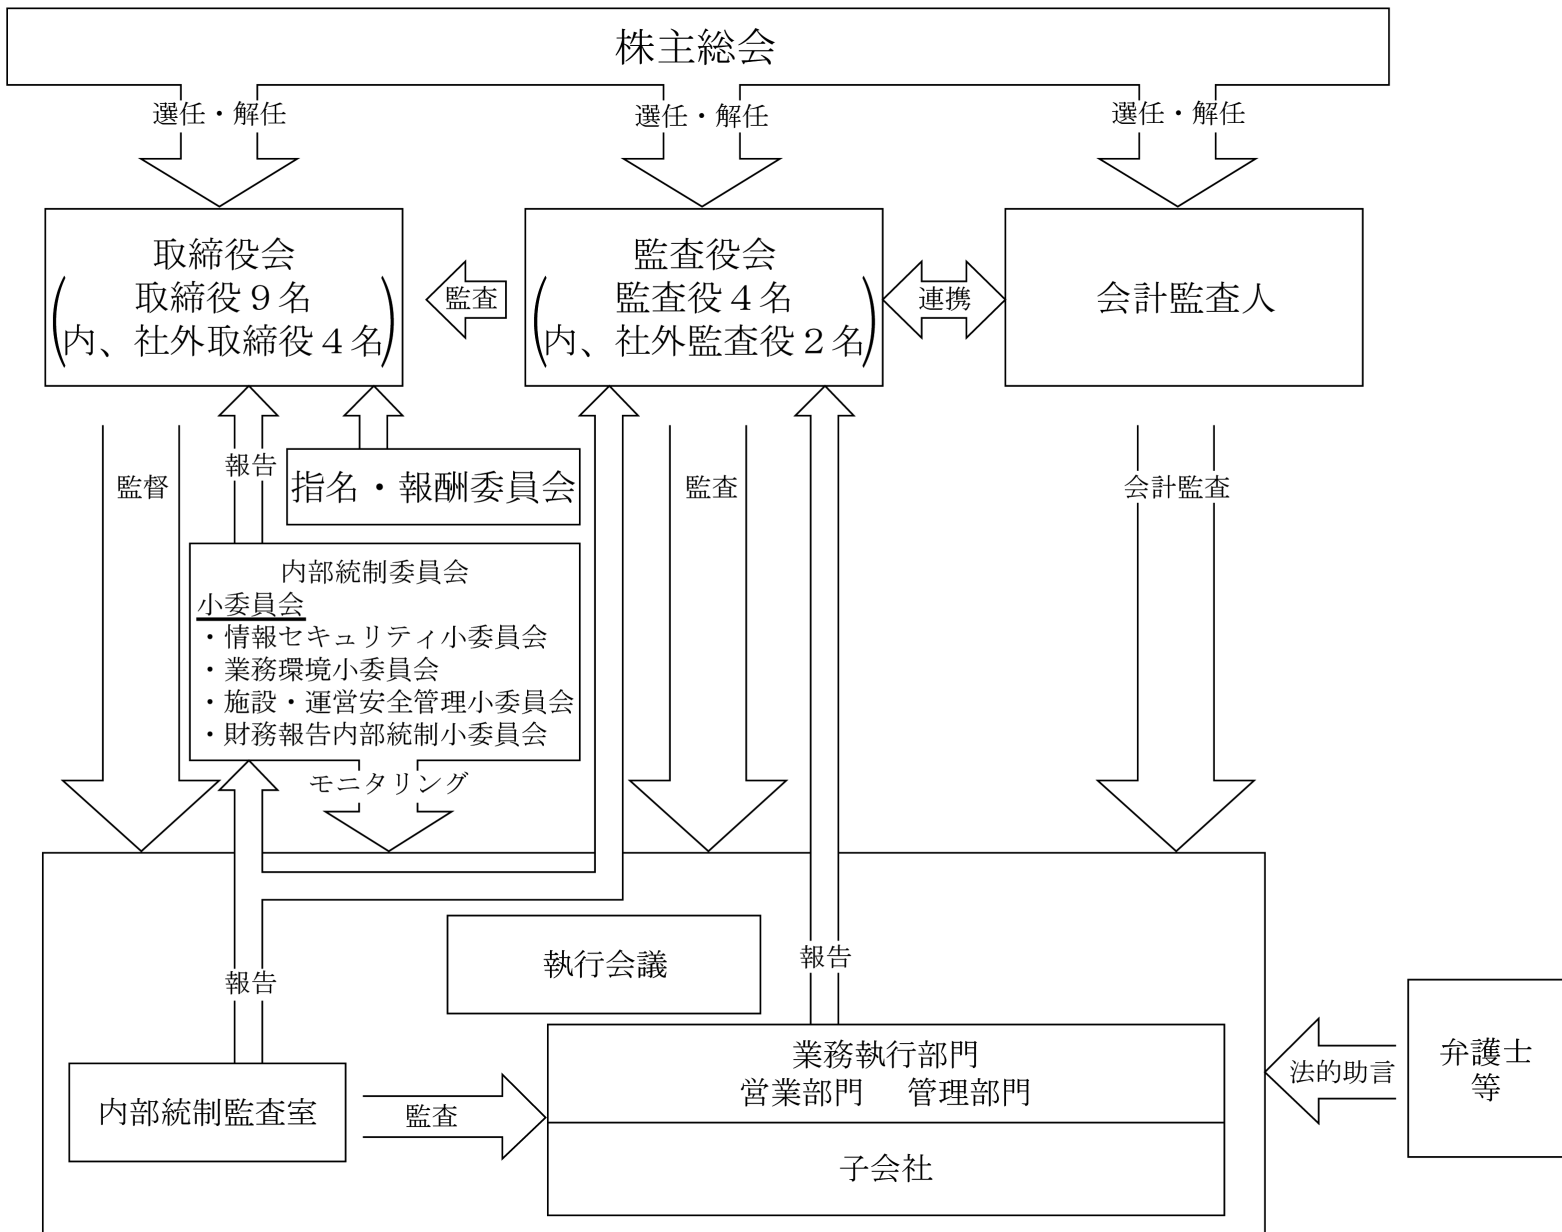 株主総会
選任・解任
選任・解任
選任・解任
取締役会
取締役９名
内、社外取締役４名
監査
監査役会
監査役４名
内、社外監査役２名
連携
会計監査人
監督
報告
指名・報酬委員会
監査
会計監査
内部統制委員会
小委員会
・情報セキュリティ小委員会
・業務環境小委員会
・施設・運営安全管理小委員会
・財務報告内部統制小委員会
モニタリング
執行会議
報告
報告
業務執行部門
営業部門　管理部門
子会社
内部統制監査室
監査
法的助言
弁護士
等